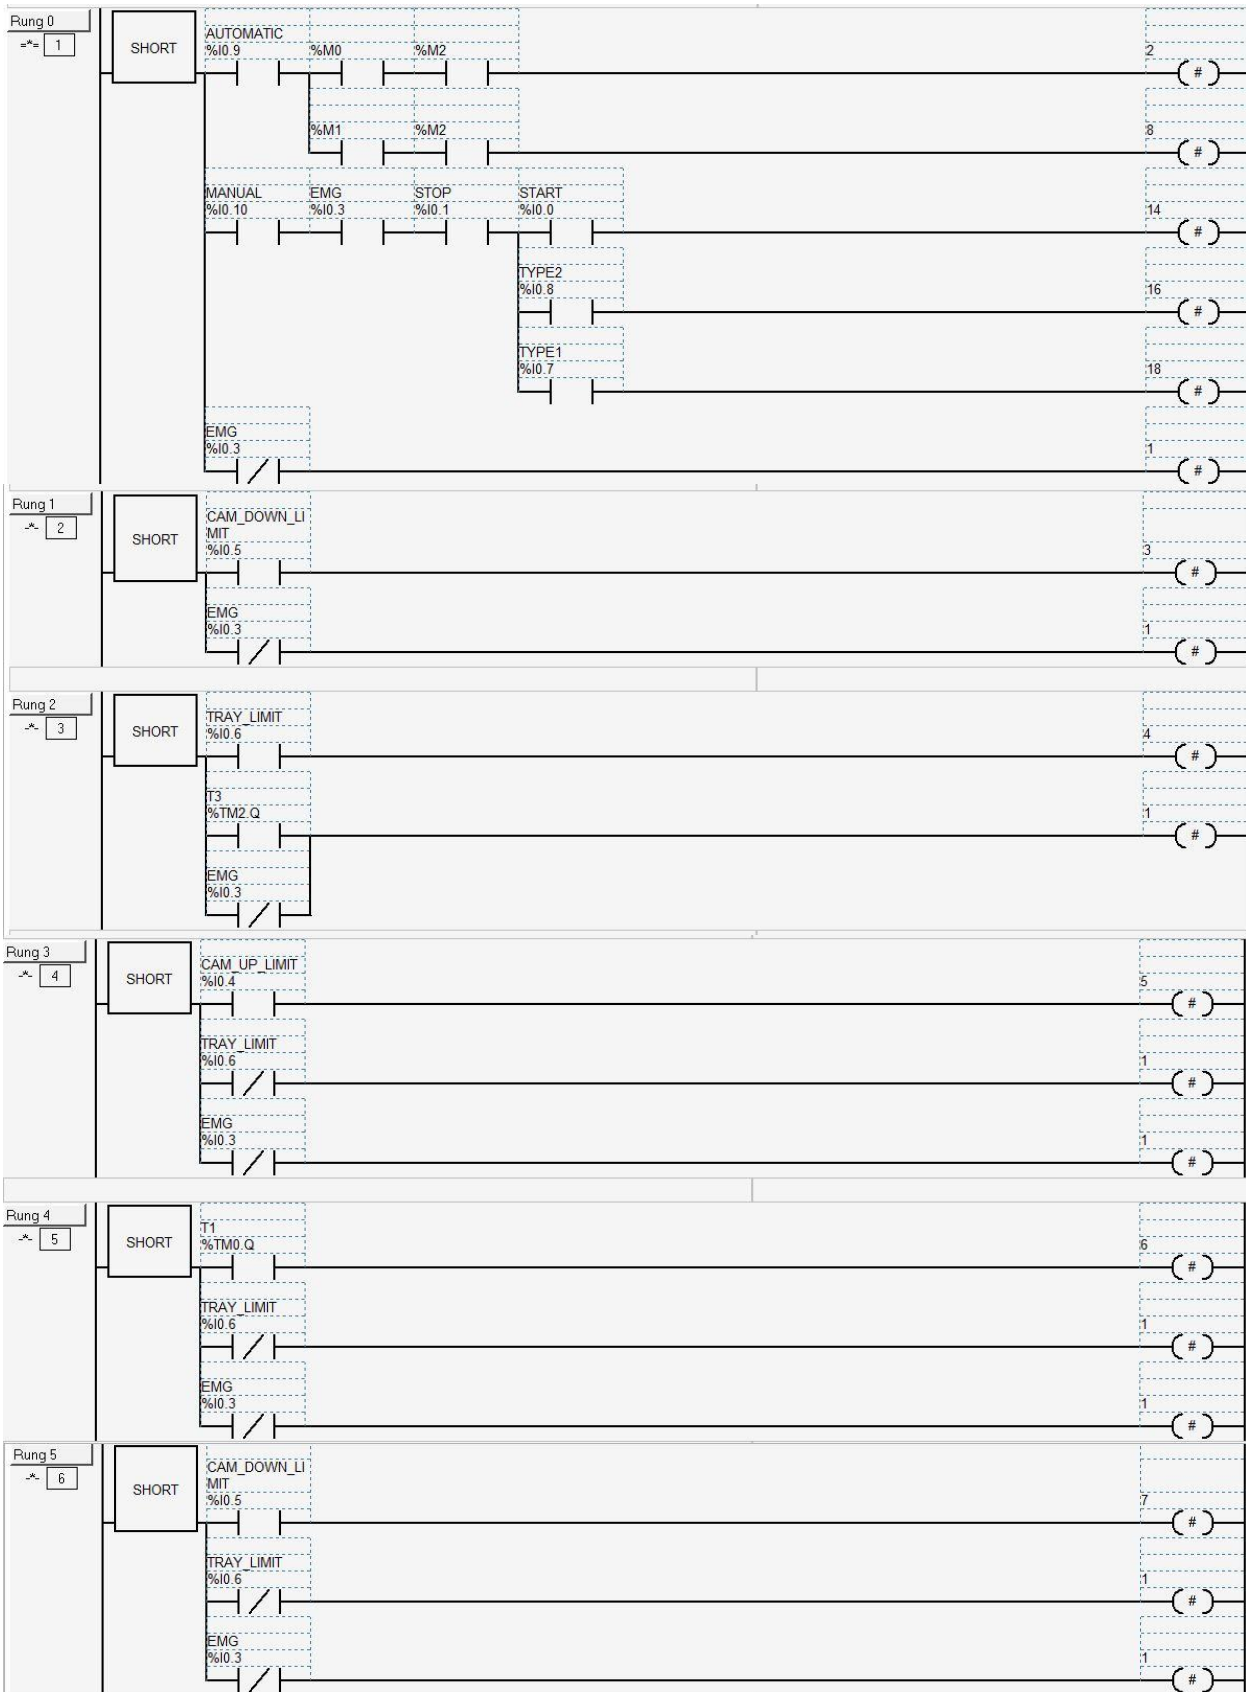 Rung 0
=*= 1
SHORT
AUTOMATIC
%I0.9 %M0 %M2 2
( # )
%M1 %M2 8
( # )
MANUAL EMG STOP START
%I0.10 %I0.3 %I0.1 %I0.0 14
( # )
TYPE2
%I0.8 16
( # )
TYPE1
%I0.7 18
( # )
EMG
%I0.3 1
( # )
Rung 1
-*- 2
SHORT
CAM_DOWN_LI
MIT
%I0.5 3
( # )
EMG
%I0.3 1
( # )
Rung 2
-*- 3
SHORT
TRAY_LIMIT
%I0.6 4
( # )
T3
%TM2.Q 1
( # )
EMG
%I0.3
Rung 3
-*- 4
SHORT
CAM_UP_LIMIT
%I0.4 5
( # )
TRAY_LIMIT
%I0.6 1
( # )
EMG
%I0.3 1
( # )
Rung 4
-*- 5
SHORT
T1
%TM0.Q 6
( # )
TRAY_LIMIT
%I0.6 1
( # )
EMG
%I0.3 1
( # )
Rung 5
-*- 6
SHORT
CAM_DOWN_LI
MIT
%I0.5 7
( # )
TRAY_LIMIT
%I0.6 1
( # )
EMG
%I0.3 1
( # )